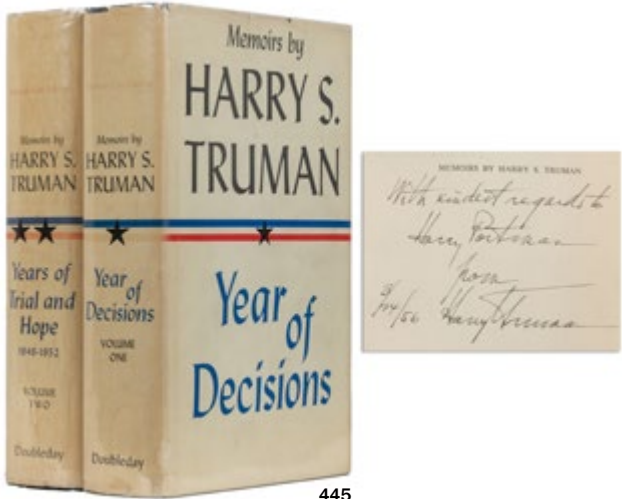 Memoirs by
HARRY S.
TRUMAN
Years of
Trial and
Hope
1946-1952
VOLUME
TWO
Doubleday
Memoirs by
HARRY S.
TRUMAN
Year
of
Decisions
VOLUME
ONE
Doubleday
Memoirs by
HARRY S.
TRUMAN
Year
of
Decisions
MEMOIRS BY HARRY S. TRUMAN
With kindest regards to
Harry
from
Harry Truman
445